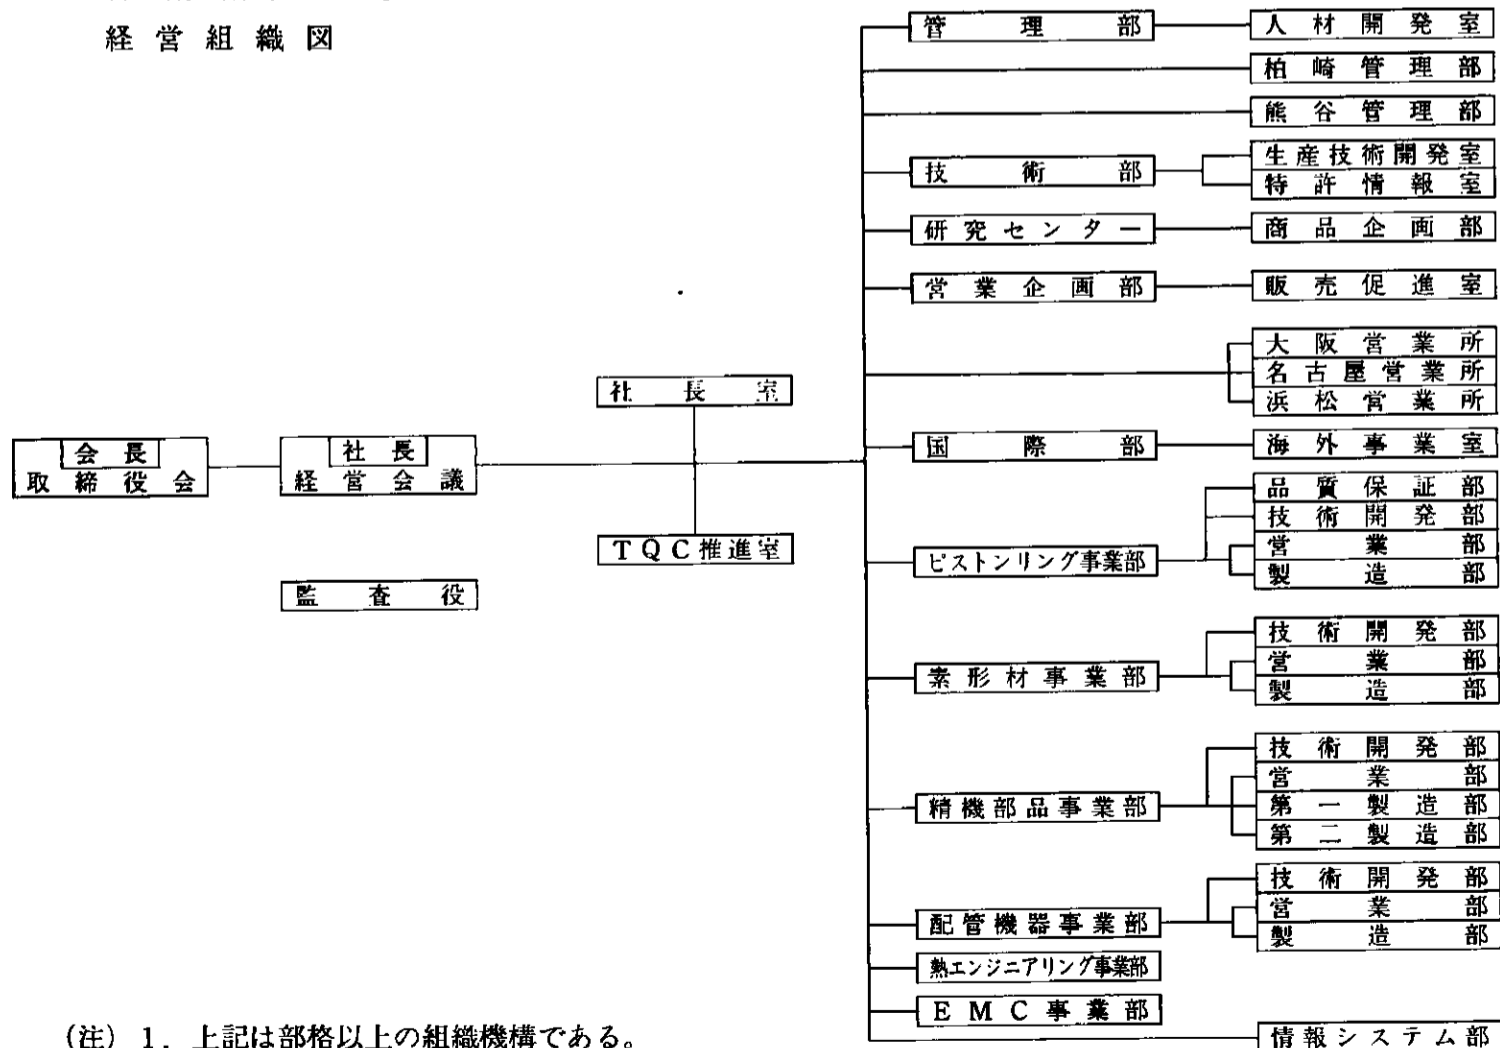 経営組織図
管理部
人材開発室
柏崎管理部
熊谷管理部
技術部
生産技術開発室
特許情報室
研究センター
商品企画部
営業企画部
販売促進室
大阪営業所
名古屋営業所
浜松営業所
社長室
会長
取締役会
社長
経営会議
TQC推進室
監査役
国際部
海外事業室
ピストンリング事業部
品質保証部
技術開発部
営業部
製造部
素形材事業部
技術開発部
営業部
製造部
精機部品事業部
技術開発部
営業部
第一製造部
第二製造部
配管機器事業部
技術開発部
営業部
製造部
熱エンジニアリング事業部
EMC事業部
情報システム部
(注) 1. 上記は部格以上の組織機構である。